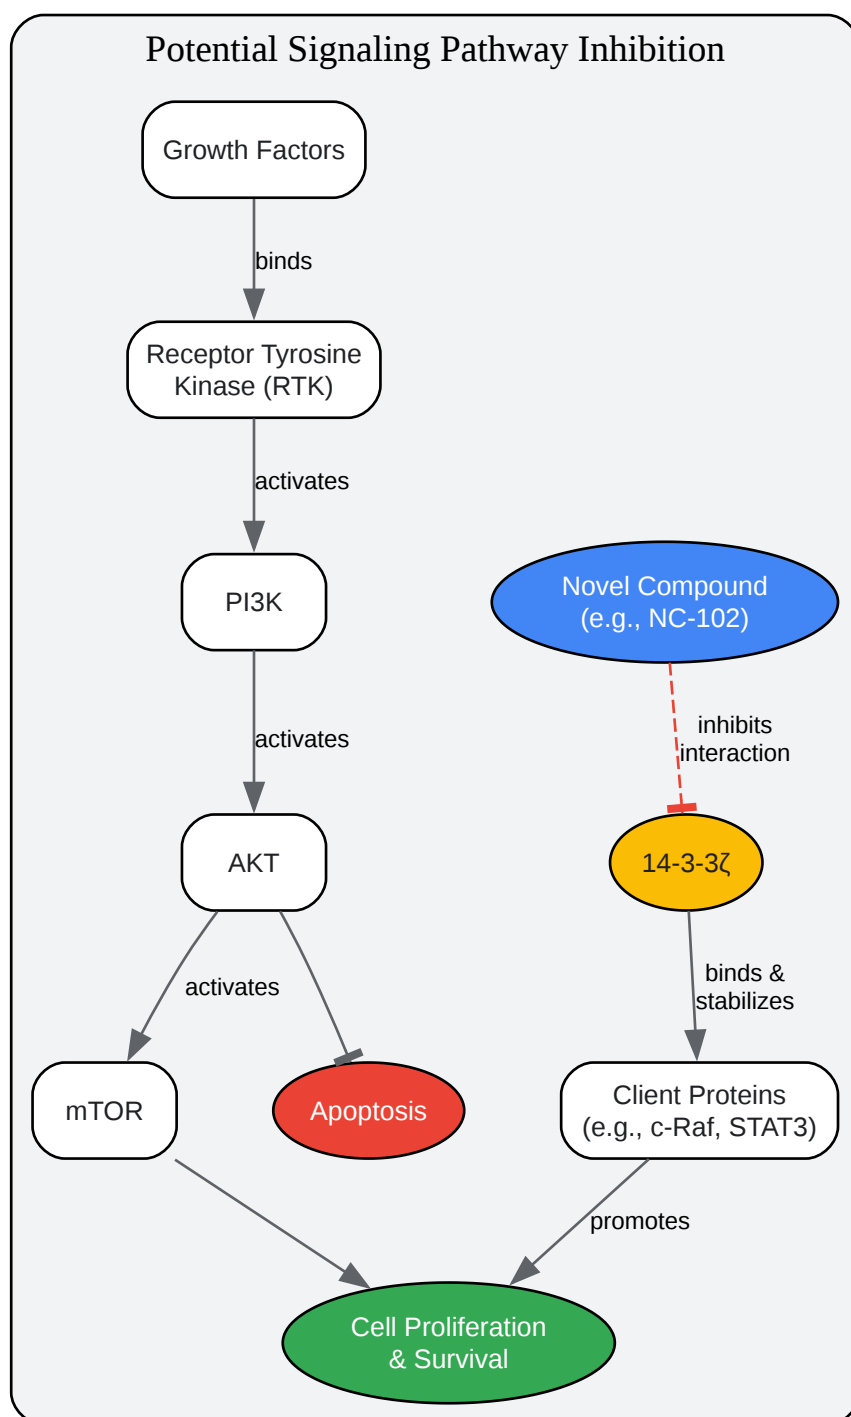 Potential Signaling Pathway Inhibition
Growth Factors
binds
Receptor Tyrosine
Kinase (RTK)
activates
PI3K
Novel Compound
(e.g., NC-102)
activates
inhibits
interaction
AKT
14-3-3ζ
activates
binds &
stabilizes
mTOR
Apoptosis
Client Proteins
(e.g., c-Raf, STAT3)
promotes
Cell Proliferation
& Survival